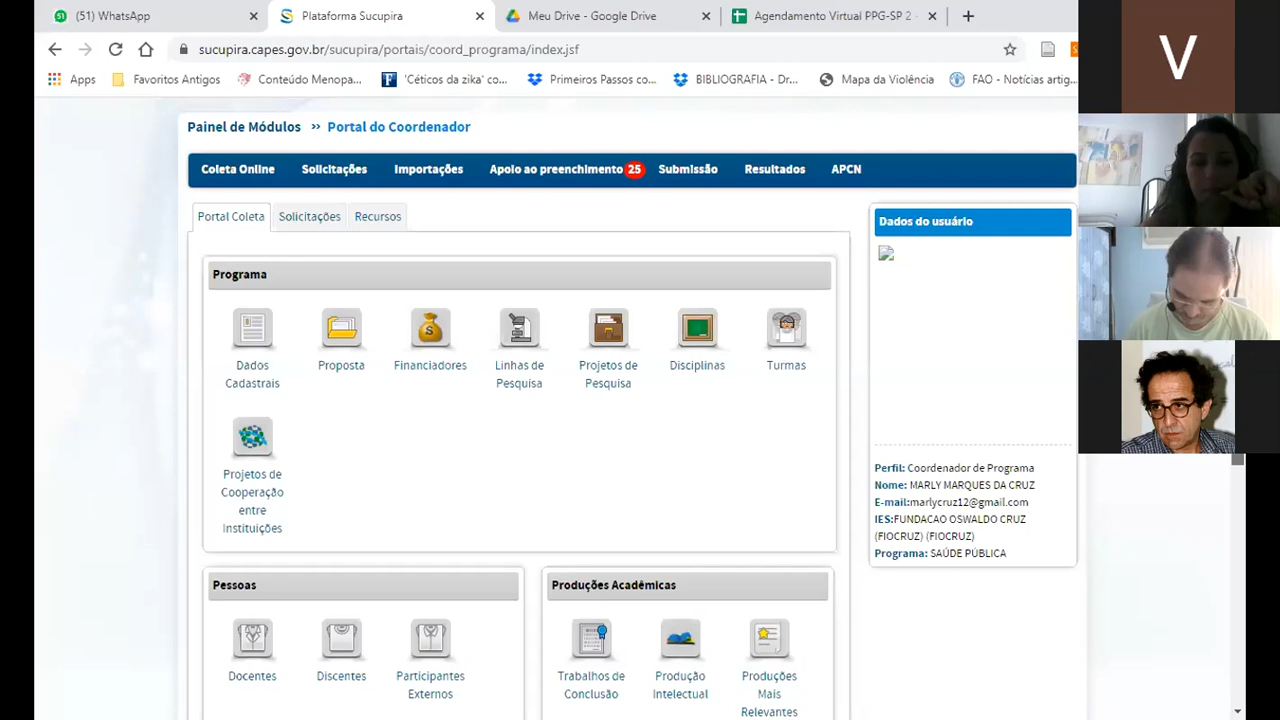 (51) WhatsApp
Plataforma Sucupira
Meu Drive - Google Drive
Agendamento Virtual PPG-SP 2 -
sucupira.capes.gov.br/sucupira/portais/coord_programa/index.jsf
Apps
Favoritos Antigos
Conteúdo Menopa...
'Céticos da zika' co...
Primeiros Passos co...
BIBLIOGRAFIA - Dr...
Mapa da Violência
FAO - Notícias artig...
V
Painel de Módulos » Portal do Coordenador
Coleta Online
Solicitações
Importações
Apoio ao preenchimento 25
Submissão
Resultados
APCN
Portal Coleta
Solicitações
Recursos
Programa
Dados
Cadastrais
Proposta
Financiadores
Linhas de
Pesquisa
Projetos de
Pesquisa
Disciplinas
Turmas
Projetos de
Cooperação
entre
Instituições
Pessoas
Docentes
Discentes
Participantes
Externos
Produções Acadêmicas
Trabalhos de
Conclusão
Produção
Intelectual
Produções
Mais
Relevantes
Dados do usuário
Perfil: Coordenador de Programa
Nome: MARLY MARQUES DA CRUZ
E-mail:marlycruz12@gmail.com
IES:FUNDACAO OSWALDO CRUZ
(FIOCRUZ) (FIOCRUZ)
Programa: SAÚDE PÚBLICA